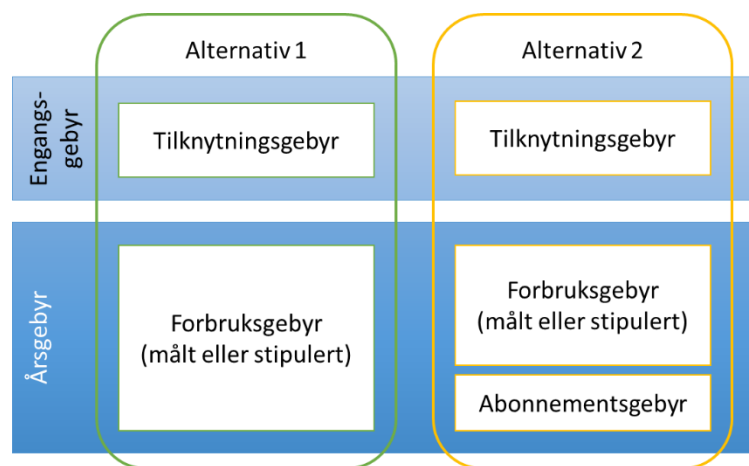 Alternativ 1
Alternativ 2
Engangs-
gebyr
Tilknytningsgebyr
Tilknytningsgebyr
Årsgebyr
Forbruksgebyr
(målt eller stipulert)
Forbruksgebyr
(målt eller stipulert)
Abonnementsgebyr